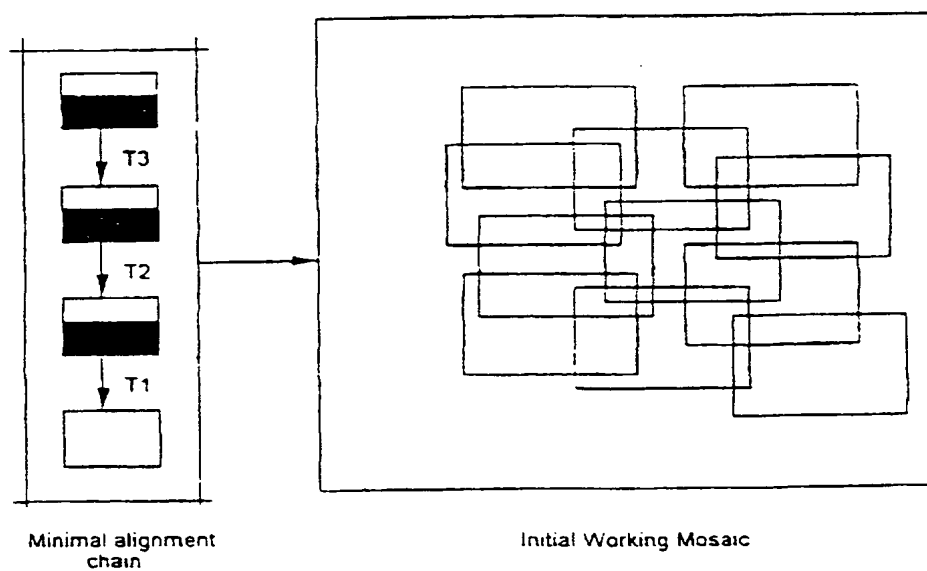 T3
T2
T1
Minimal alignment
chain
Initial Working Mosaic